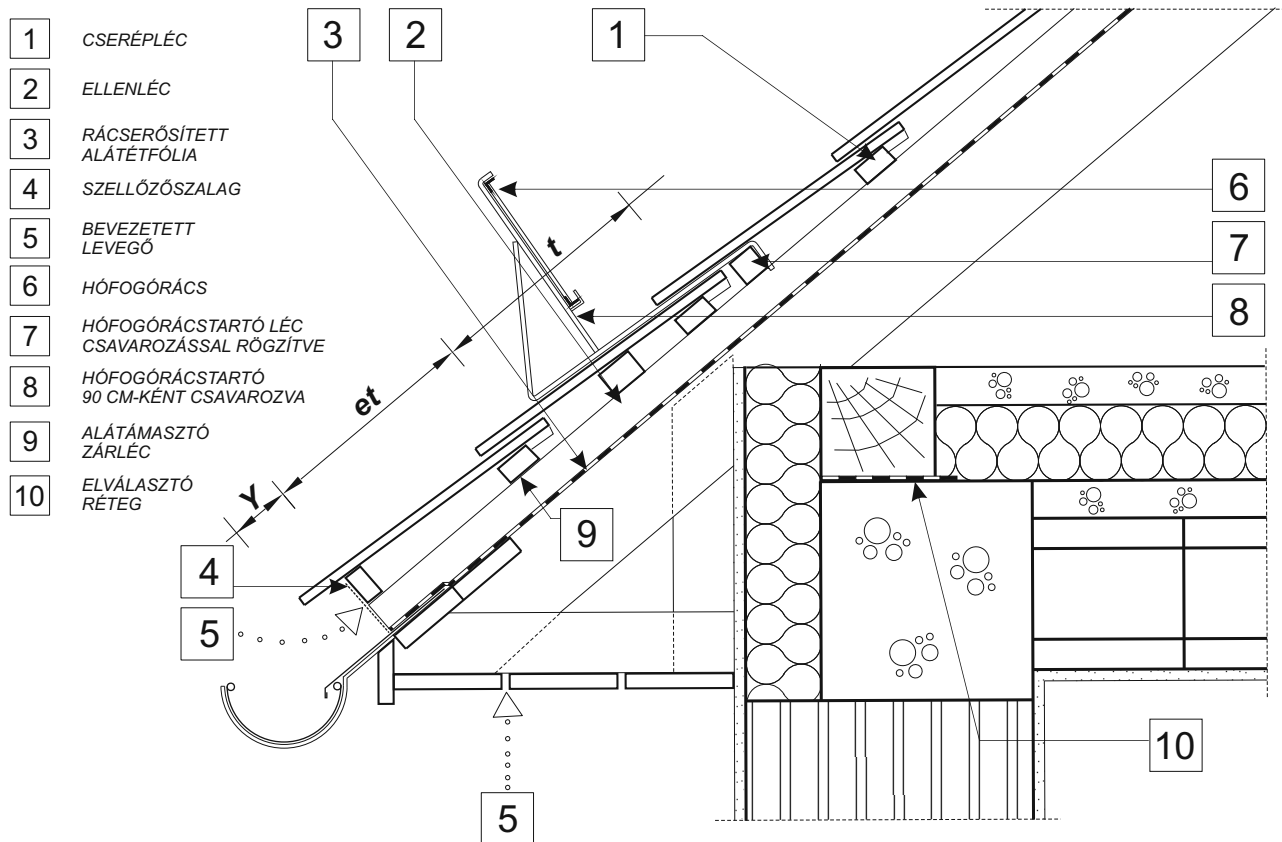 1 CSERÉPLÉC
2 ELLENLÉC
3 RÁCSERŐSÍTETT
ALÁTÉTFÓLIA
4 SZELLŐZŐSZALAG
5 BEVEZETETT
LEVEGŐ
6 HÓFOGÓRÁCS
7 HÓFOGÓRÁCSTARTÓ LÉC
CSAVAROZÁSSAL RÖGZÍTVE
8 HÓFOGÓRÁCSTARTÓ
90 CM-KÉNT CSAVAROZVA
9 ALÁTÁMASZTÓ
ZÁRLÉC
10 ELVÁLASZTÓ
RÉTEG
3
2
1
6
7
8
t
et
Y
9
4
5
10
5